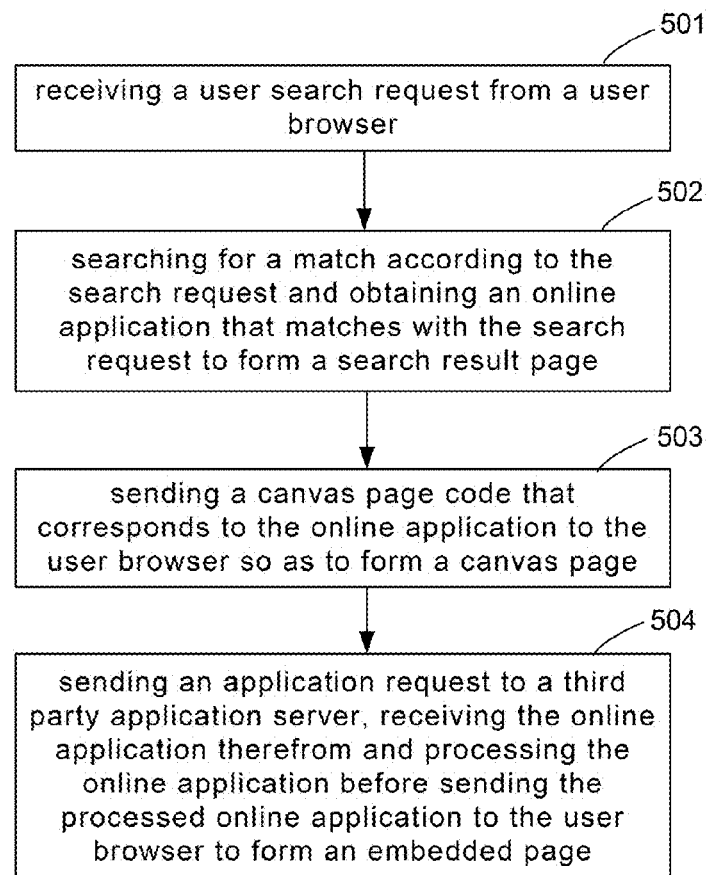 501
receiving a user search request from a user
browser
502
searching for a match according to the
search request and obtaining an online
application that matches with the search
request to form a search result page
503
sending a canvas page code that
corresponds to the online application to the
user browser so as to form a canvas page
504
sending an application request to a third
party application server, receiving the online
application therefrom and processing the
online application before sending the
processed online application to the user
browser to form an embedded page